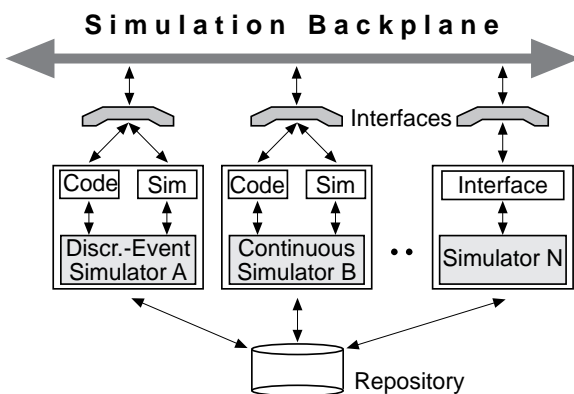 Simulation Backplane
Interfaces
Code
Sim
Code
Sim
Interface
Discr.-Event
Simulator A
Continuous
Simulator B
Simulator N
Repository